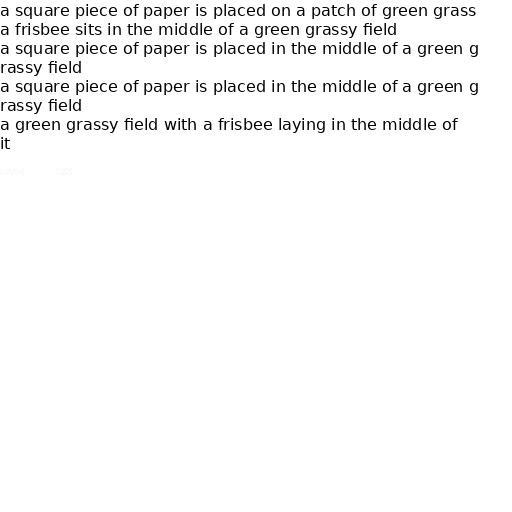 a square piece of paper is placed on a patch of green grass
a frisbee sits in the middle of a green grassy field
a square piece of paper is placed in the middle of a green g
rassy field
a square piece of paper is placed in the middle of a green g
rassy field
a green grassy field with a frisbee laying in the middle of
it